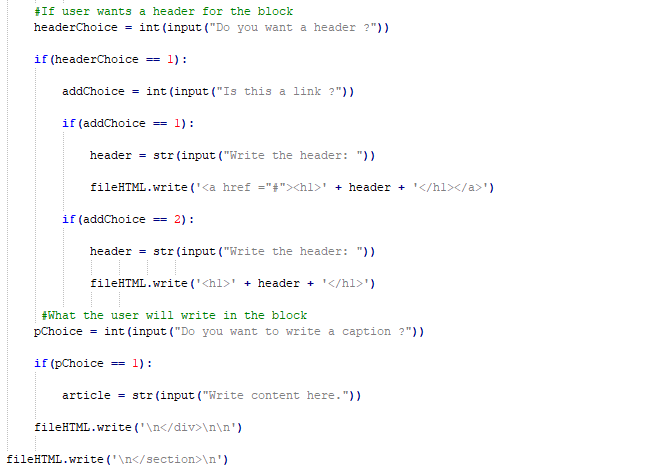 #If user wants a header for the block
headerChoice = int(input("Do you want a header ?"))
if(headerChoice == 1):
addChoice = int(input("Is this a link ?"))
if(addChoice == 1):
header = str(input("Write the header: "))
fileHTML.write('<a href ="#"><h1>' + header + '</h1></a>')
if(addChoice == 2):
header = str(input("Write the header: "))
fileHTML.write('<h1>' + header + '</h1>')
#What the user will write in the block
pChoice = int(input("Do you want to write a caption ?"))
if(pChoice == 1):
article = str(input("Write content here."))
fileHTML.write('\n</div>\n\n')
fileHTML.write('\n</section>\n')